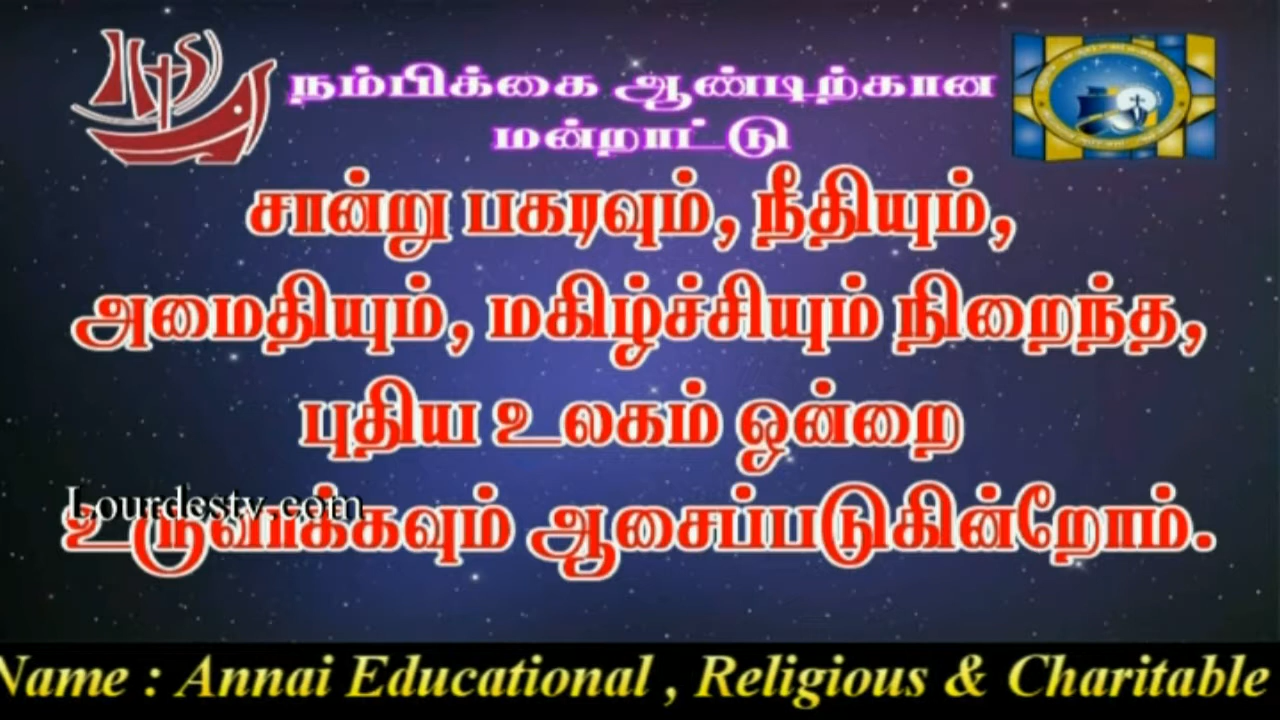 நம்பிக்கை ஆண்டிற்கான
மன்றாட்டு
சான்று பகரவும், நீதியும்,
அமைதியும், மகிழ்ச்சியும் நிறைந்த,
புதிய உலகம் ஒன்றை
Lourdestv.com
உருவாக்கவும் ஆசைப்படுகின்றோம்.
Name : Annai Educational , Religious & Charitable